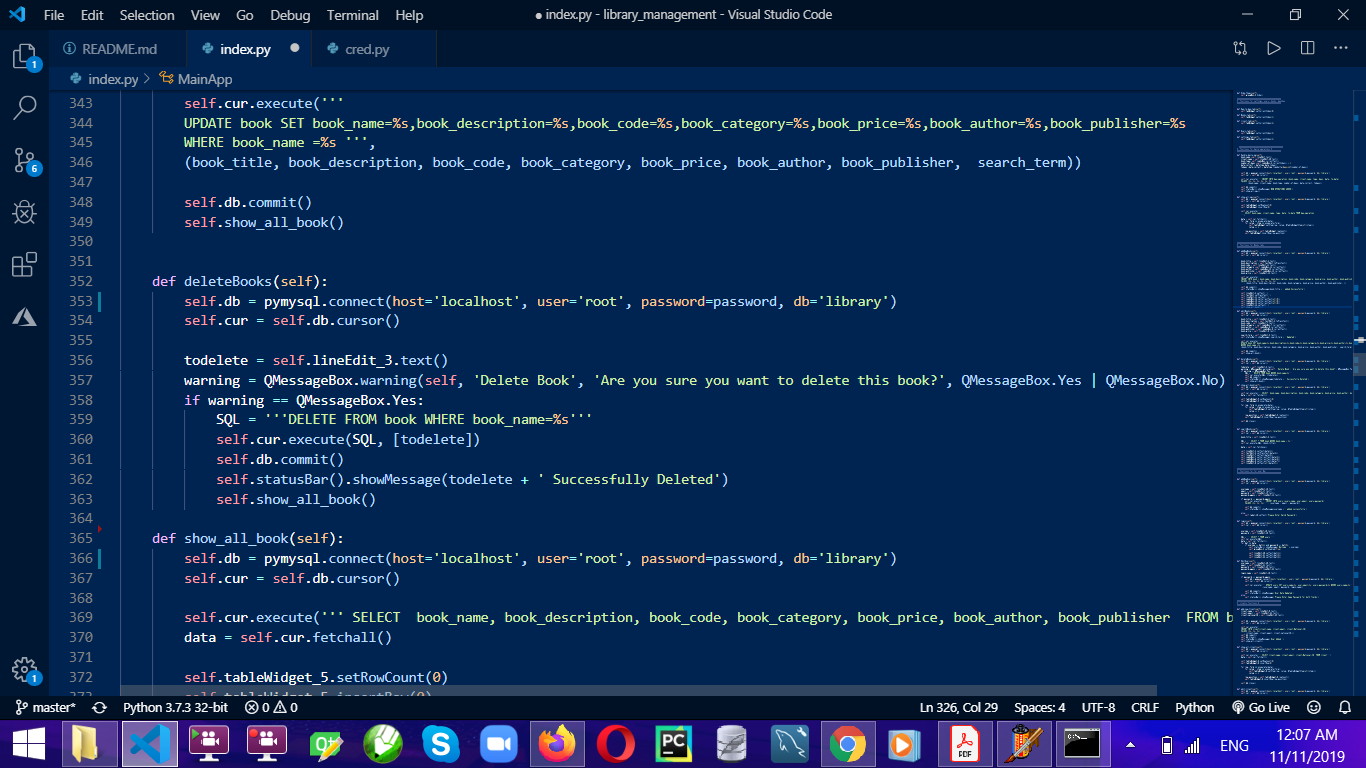 File Edit Selection View Go Debug Terminal Help ● index.py - library_management - Visual Studio Code
README.md index.py cred.py
index.py > MainApp
343 self.cur.execute('''
344 UPDATE book SET book_name=%s,book_description=%s,book_code=%s,book_category=%s,book_price=%s,book_author=%s,book_publisher=%s
345 WHERE book_name =%s ''',
346 (book_title, book_description, book_code, book_category, book_price, book_author, book_publisher,  search_term))
347
348 self.db.commit()
349 self.show_all_book()
350
351
352 def deleteBooks(self):
353 self.db = pymysql.connect(host='localhost', user='root', password=password, db='library')
354 self.cur = self.db.cursor()
355
356 todelete = self.lineEdit_3.text()
357 warning = QMessageBox.warning(self, 'Delete Book', 'Are you sure you want to delete this book?', QMessageBox.Yes | QMessageBox.No)
358 if warning == QMessageBox.Yes:
359 SQL = '''DELETE FROM book WHERE book_name=%s'''
360 self.cur.execute(SQL, [todelete])
361 self.db.commit()
362 self.statusBar().showMessage(todelete + ' Successfully Deleted')
363 self.show_all_book()
364
365 def show_all_book(self):
366 self.db = pymysql.connect(host='localhost', user='root', password=password, db='library')
367 self.cur = self.db.cursor()
368
369 self.cur.execute(''' SELECT  book_name, book_description, book_code, book_category, book_price, book_author, book_publisher  FROM b
370 data = self.cur.fetchall()
371
372 self.tableWidget_5.setRowCount(0)
373 self.tableWidget_5.insertRow(0)
1
6
1
master* Python 3.7.3 32-bit 0 0 Ln 326, Col 29 Spaces: 4 UTF-8 CRLF Python Go Live
Qt PC PDF ENG 12:07 AM
11/11/2019